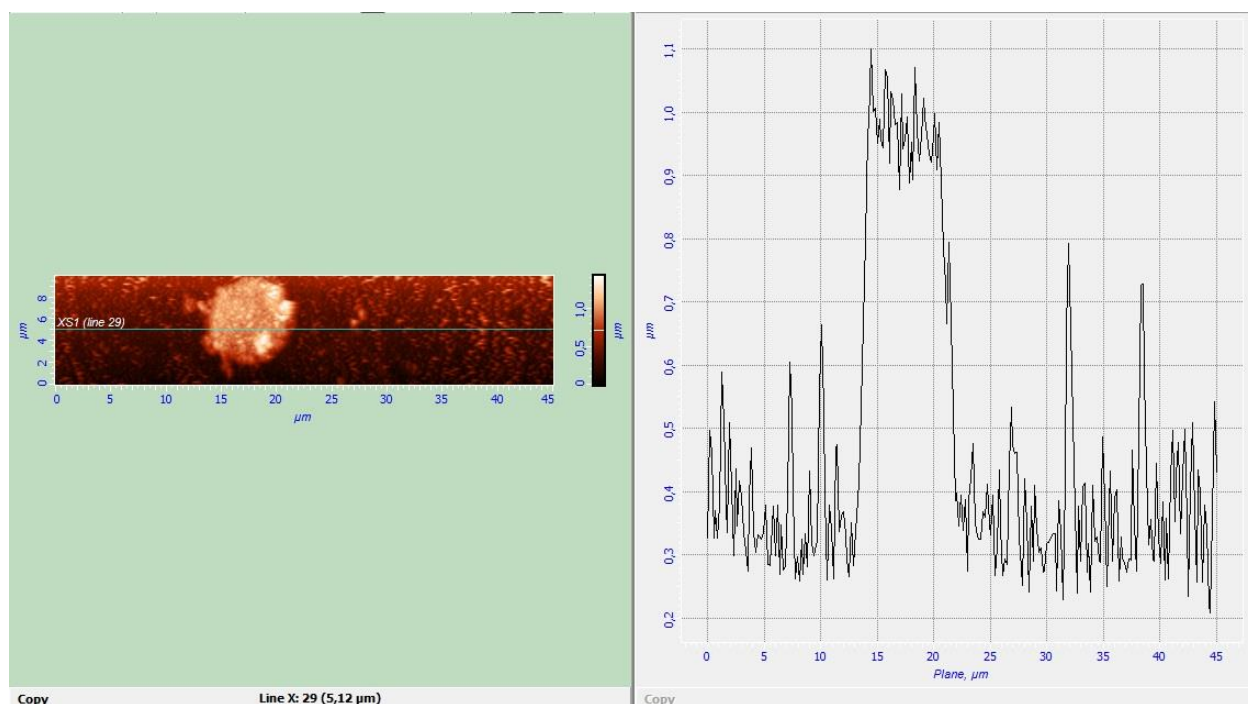 8
6
4
2
0
µm
XS1 (line 29)
0 5 10 15 20 25 30 35 40 45
µm
1,0
0,5
0
µm
Copy
Line X: 29 (5,12 µm)
1,1
1,0
0,9
0,8
0,7
0,6
0,5
0,4
0,3
0,2
µm
0 5 10 15 20 25 30 35 40 45
Plane, µm
Copy